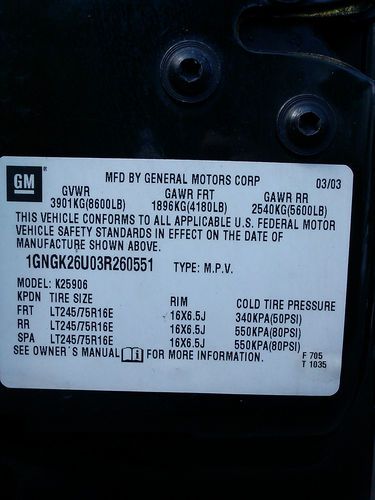 GM
MFD BY GENERAL MOTORS CORP 03/03
GVWR GAWR FRT GAWR RR
3901KG(8600LB) 1896KG(4180LB) 2540KG(5600LB)
THIS VEHICLE CONFORMS TO ALL APPLICABLE U.S. FEDERAL MOTOR
VEHICLE SAFETY STANDARDS IN EFFECT ON THE DATE OF
MANUFACTURE SHOWN ABOVE.
1GNGK26U03R260551 TYPE: M.P.V.
MODEL: K25906
KPDN TIRE SIZE RIM COLD TIRE PRESSURE
FRT LT245/75R16E 16X6.5J 340KPA(50PSI)
RR LT245/75R16E 16X6.5J 550KPA(80PSI)
SPA LT245/75R16E 16X6.5J 550KPA(80PSI)
SEE OWNER'S MANUAL FOR MORE INFORMATION. F 705
T 1035